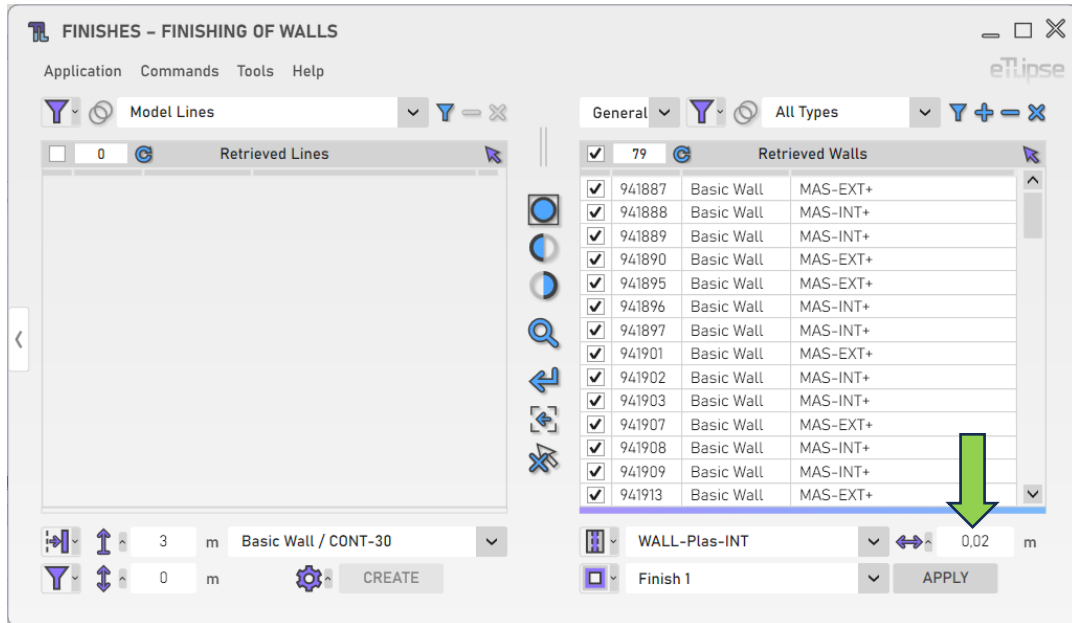 FINISHES – FINISHING OF WALLS
Application Commands Tools Help
eTLipse
Model Lines
General All Types
0 Retrieved Lines
79 Retrieved Walls
941887 Basic Wall MAS-EXT+
941888 Basic Wall MAS-INT+
941889 Basic Wall MAS-INT+
941890 Basic Wall MAS-EXT+
941895 Basic Wall MAS-EXT+
941896 Basic Wall MAS-INT+
941897 Basic Wall MAS-INT+
941901 Basic Wall MAS-EXT+
941902 Basic Wall MAS-INT+
941903 Basic Wall MAS-INT+
941907 Basic Wall MAS-EXT+
941908 Basic Wall MAS-INT+
941909 Basic Wall MAS-INT+
941913 Basic Wall MAS-EXT+
3 m Basic Wall / CONT-30
0 m CREATE
WALL-Plas-INT 0,02 m
Finish 1 APPLY